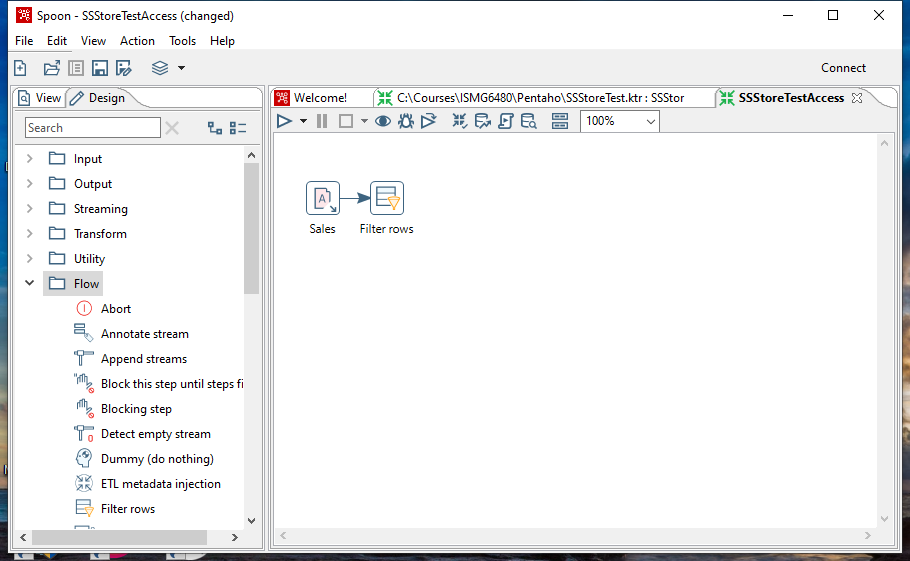 Spoon - SSStoreTestAccess (changed)
File Edit View Action Tools Help
Connect
View Design
Welcome! C:\Courses\ISMG6480\Pentaho\SSStoreTest.ktr : SSStor SSStoreTestAccess
Search
100%
Input
Output
Streaming
Transform
Utility
Flow
Abort
Annotate stream
Append streams
Block this step until steps fi
Blocking step
Detect empty stream
Dummy (do nothing)
ETL metadata injection
Filter rows
A
Sales Filter rows